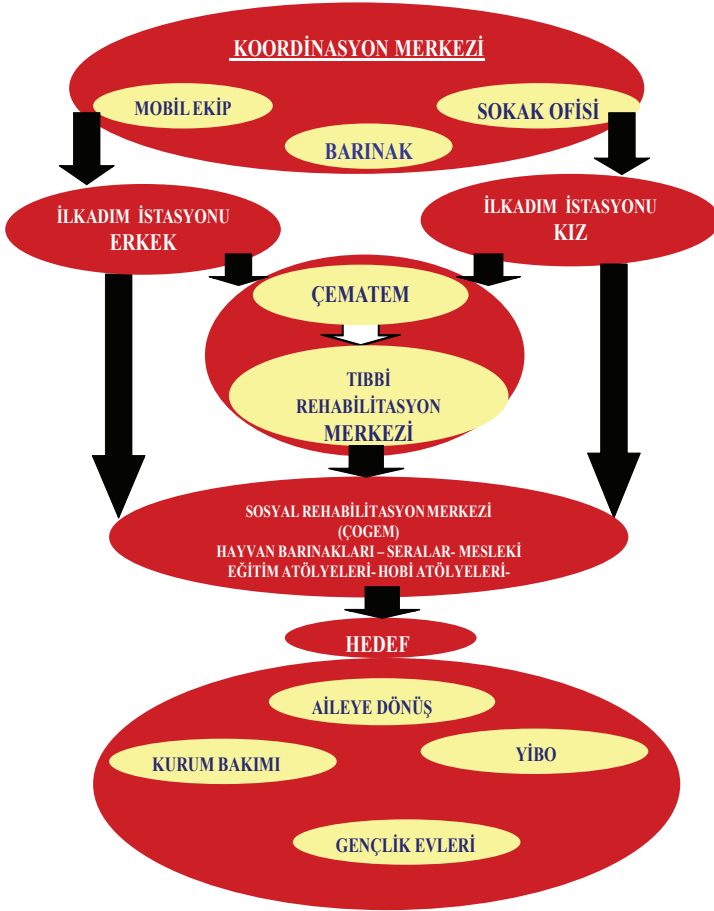 KOORDİNASYON MERKEZİ
MOBİL EKİP
SOKAK OFİSİ
BARINAK
İLKADIM İSTASYONU
ERKEK
İLKADIM İSTASYONU
KIZ
ÇEMATEM
TIBBİ
REHABİLİTASYON
MERKEZİ
SOSYAL REHABİLİTASYON MERKEZİ
(ÇOGEM)
HAYVAN BARINAKLARI – SERALAR- MESLEKİ
EĞİTİM ATÖLYELERİ- HOBİ ATÖLYELERİ-
HEDEF
AİLEYE DÖNÜŞ
KURUM BAKIMI
YİBO
GENÇLİK EVLERİ